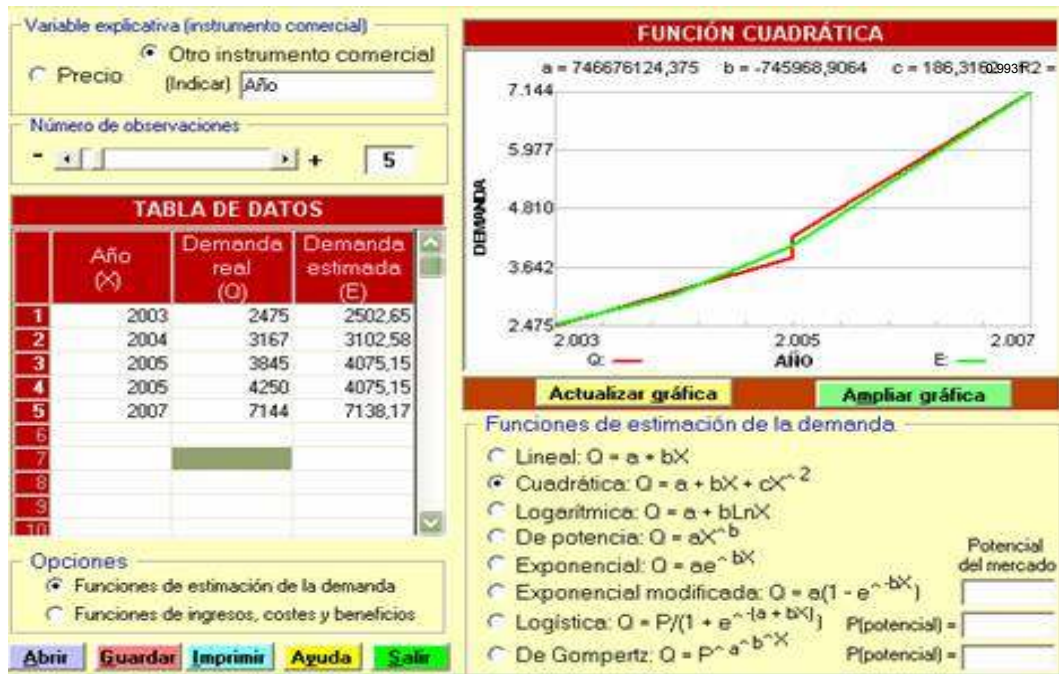 Variable explicativa (instrumento comercial)
Precio
Otro instrumento comercial
(Indicar) Año
Número de observaciones
- + 5
TABLA DE DATOS
Año (X) Demanda real (Q) Demanda estimada (E)
1 2003 2475 2502,65
2 2004 3167 3102,58
3 2005 3845 4075,15
4 2005 4250 4075,15
5 2007 7144 7138,17
6
7
8
9
10
Opciones
Funciones de estimación de la demanda
Funciones de ingresos, costes y beneficios
Abrir Guardar Imprimir Ayuda Salir
FUNCIÓN CUADRÁTICA
a = 746676124,375 b = -745968,9064 R2 =
7.144
5.977
4.810
3.642
2.475
DEMANDA
2.003 2.005 2.007
Q: AÑO E:
Actualizar gráfica Ampliar gráfica
Funciones de estimación de la demanda
Lineal: Q = a + bX
Cuadrática: Q = a + bX + cX^2
Logarítmica: Q = a + bLnX
De potencia: Q = aX^b
Exponencial: Q = ae^bX
Potencial del mercado
Exponencial modificada: Q = a(1 - e^-bX)
Logística: Q = P/(1 + e^-(a + bX)) P(potencial) =
De Gompertz: Q = P^a^b^X P(potencial) =